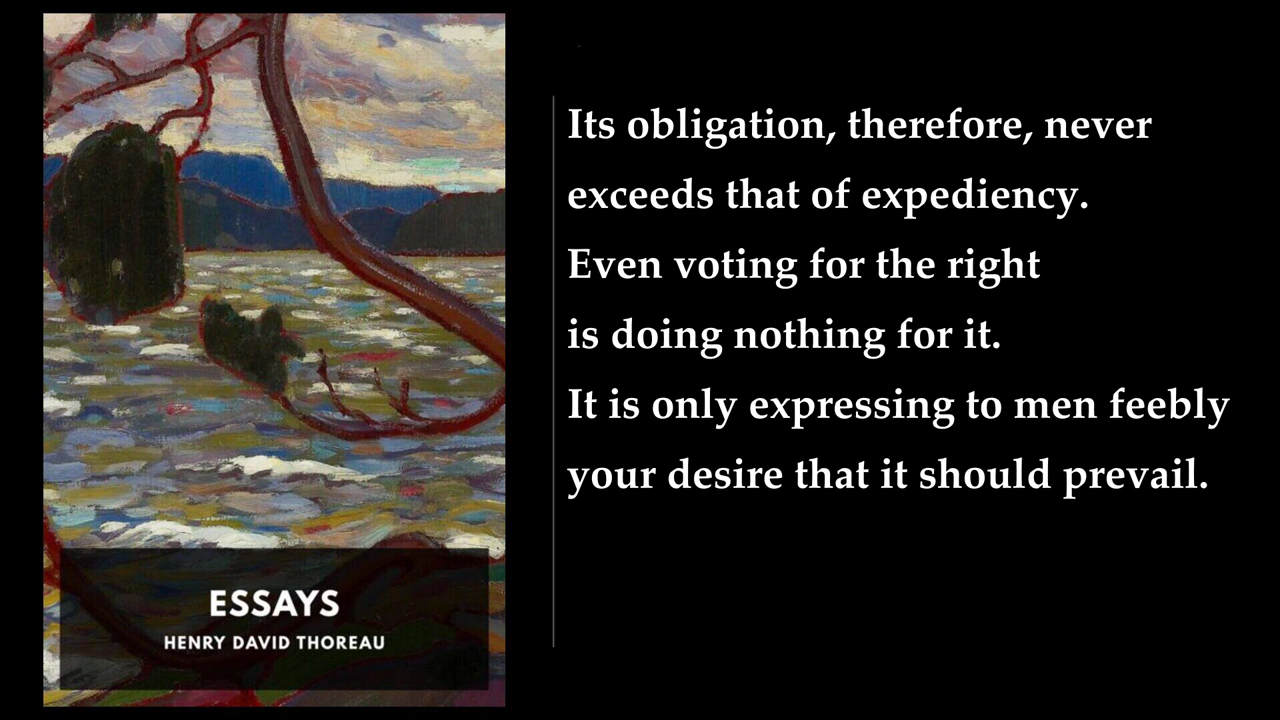 ESSAYS
HENRY DAVID THOREAU
Its obligation, therefore, never
exceeds that of expediency.
Even voting for the right
is doing nothing for it.
It is only expressing to men feebly
your desire that it should prevail.